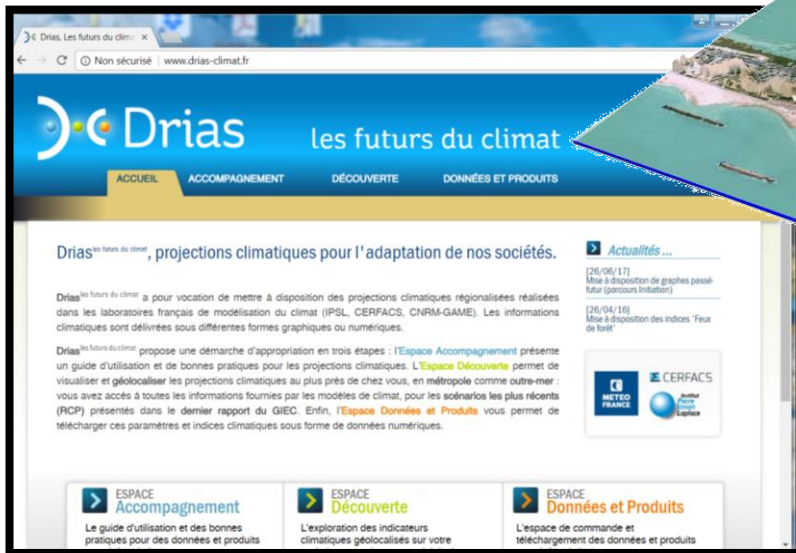 Drias, Les futurs du clim
Non sécurisé | www.drias-climat.fr
Drias
les futurs du climat
ACCUEIL ACCOMPAGNEMENT DÉCOUVERTE DONNÉES ET PRODUITS
Drias les futurs du climat, projections climatiques pour l'adaptation de nos sociétés.
Drias les futurs du climat a pour vocation de mettre à disposition des projections climatiques régionalisées réalisées
dans les laboratoires français de modélisation du climat (IPSL, CERFACS, CNRM-GAME). Les informations
climatiques sont délivrées sous différentes formes graphiques ou numériques.
Drias les futurs du climat propose une démarche d'appropriation en trois étapes : l'Espace Accompagnement présente
un guide d'utilisation et de bonnes pratiques pour les projections climatiques. L'Espace Découverte permet de
visualiser et géolocaliser les projections climatiques au plus près de chez vous, en métropole comme outre-mer :
vous avez accès à toutes les informations fournies par les modèles de climat, pour les scénarios les plus récents
(RCP) présentés dans le dernier rapport du GIEC. Enfin, l'Espace Données et Produits vous permet de
télécharger ces paramètres et indices climatiques sous forme de données numériques.
Actualités ...
[26/06/17]
Mise à disposition de graphes passé-
futur (parcours Initiation)
[26/04/16]
Mise à disposition des indices "Feux
de forêt"
METEO
FRANCE
CERFACS
Institut
Pierre
Simon
Laplace
ESPACE
Accompagnement
Le guide d'utilisation et des bonnes
pratiques pour des données et produits
ESPACE
Découverte
L'exploration des indicateurs
climatiques géolocalisés sur votre
ESPACE
Données et Produits
L'espace de commande et
téléchargement des données et produits